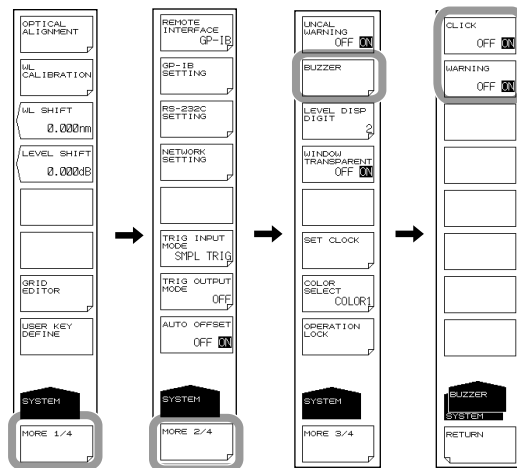 OPTICAL
ALIGNMENT
WL
CALIBRATION
WL SHIFT
0.000nm
LEVEL SHIFT
0.000dB
GRID
EDITOR
USER KEY
DEFINE
SYSTEM
MORE 1/4
REMOTE
INTERFACE
GP-IB
GP-IB
SETTING
RS-232C
SETTING
NETWORK
SETTING
TRIG INPUT
MODE
SMPL TRIG
TRIG OUTPUT
MODE
OFF
AUTO OFFSET
OFF ON
SYSTEM
MORE 2/4
UNCAL
WARNING
OFF ON
BUZZER
LEVEL DISP
DIGIT
2
WINDOW
TRANSPARENT
OFF ON
SET CLOCK
COLOR
SELECT
COLOR1
OPERATION
LOCK
SYSTEM
MORE 3/4
CLICK
OFF ON
WARNING
OFF ON
BUZZER
SYSTEM
RETURN